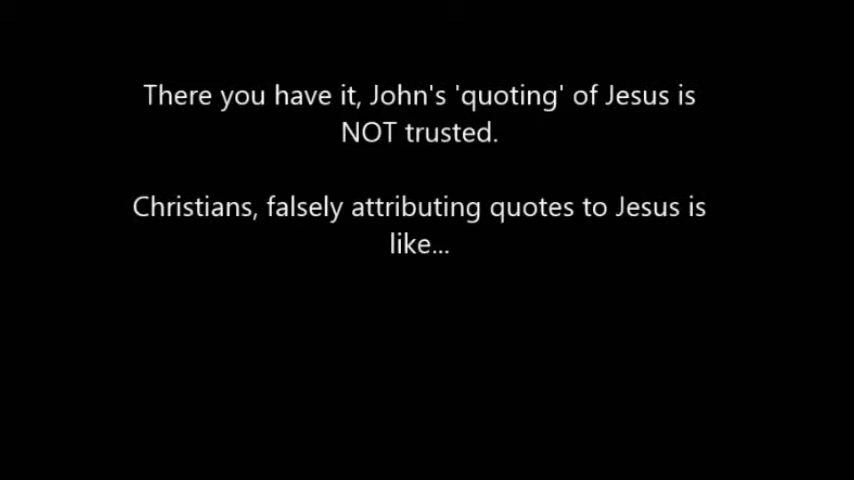 There you have it, John's 'quoting' of Jesus is
NOT trusted.
Christians, falsely attributing quotes to Jesus is
like...